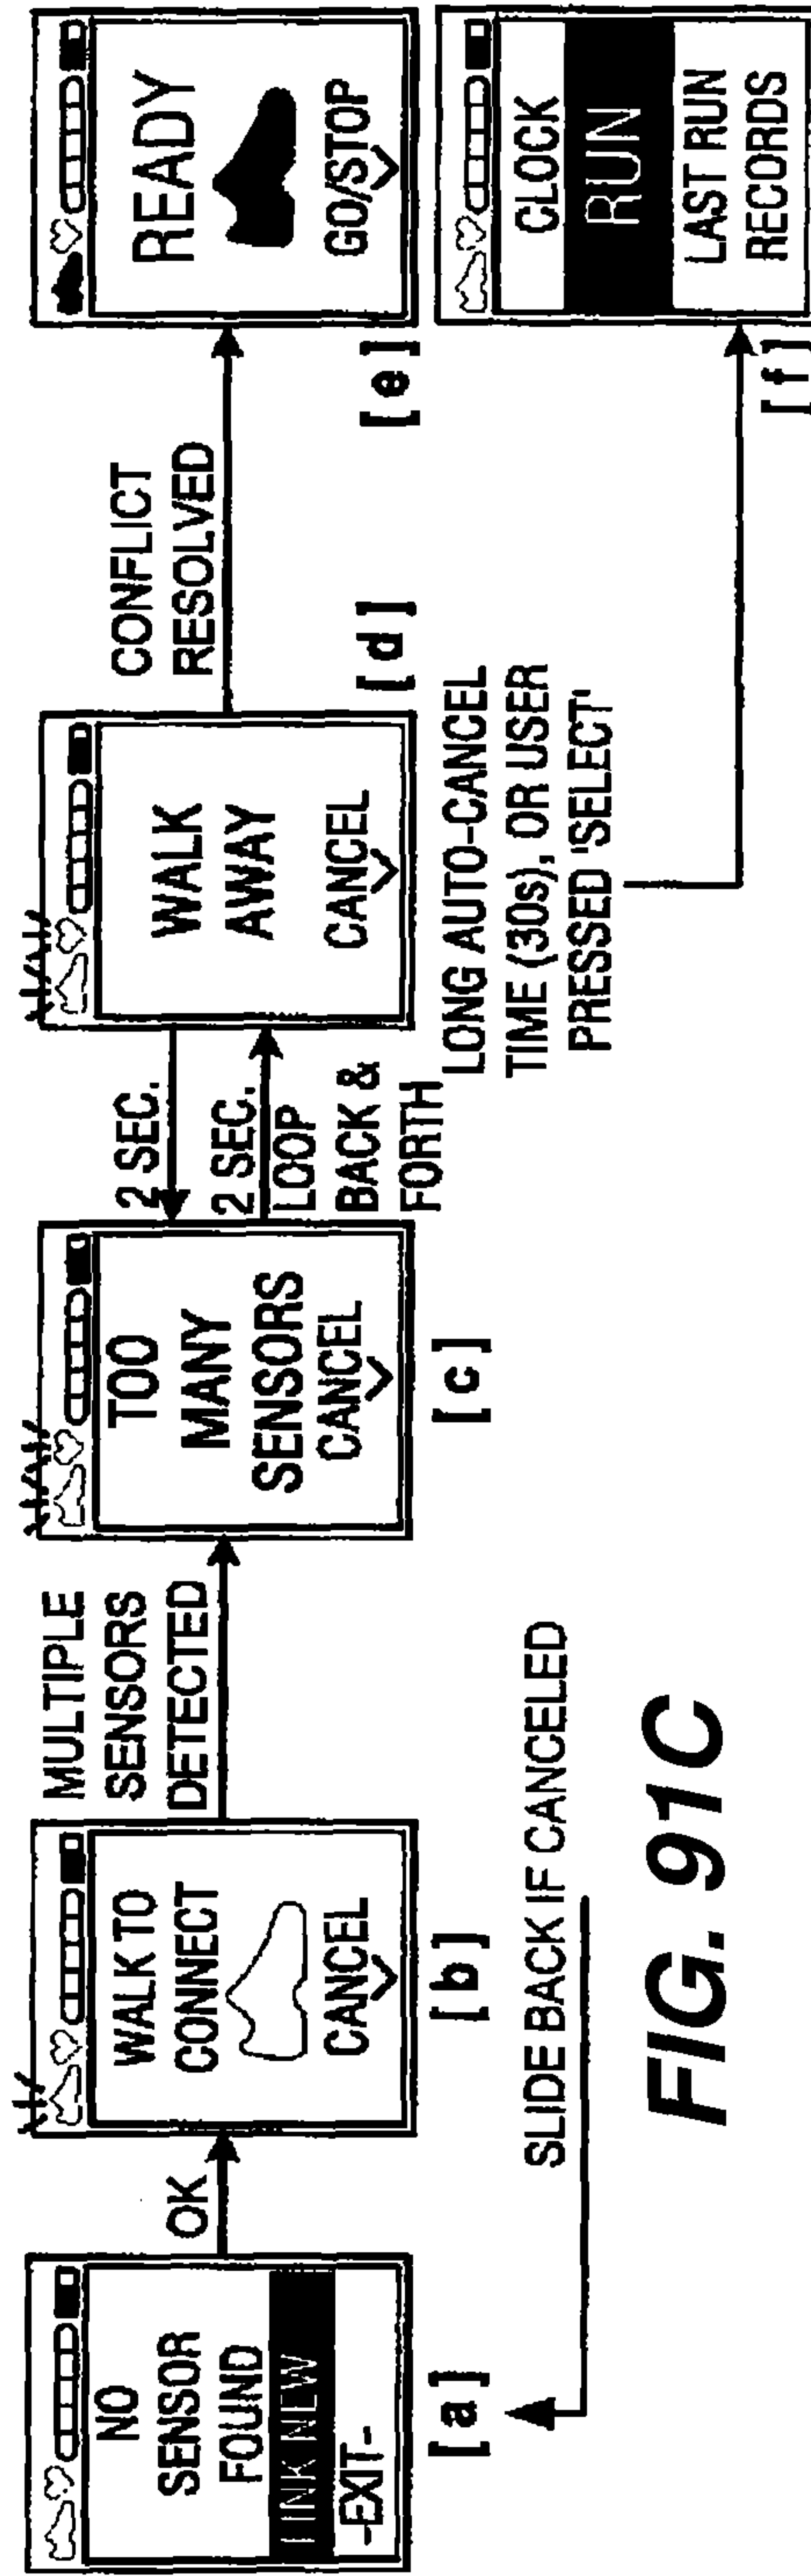 NO
SENSOR
FOUND
LINK NEW
-EXIT-
[a]
OK
WALK TO
CONNECT
CANCEL
[b]
SLIDE BACK IF CANCELED
MULTIPLE
SENSORS
DETECTED
TOO
MANY
SENSORS
CANCEL
[c]
2 SEC.
2 SEC.
LOOP
BACK &
FORTH
WALK
AWAY
CANCEL
[d]
LONG AUTO-CANCEL
TIME (30s), OR USER
PRESSED 'SELECT'
CONFLICT
RESOLVED
READY
GO/STOP
[e]
CLOCK
RUN
LAST RUN
RECORDS
[f]
FIG. 91C